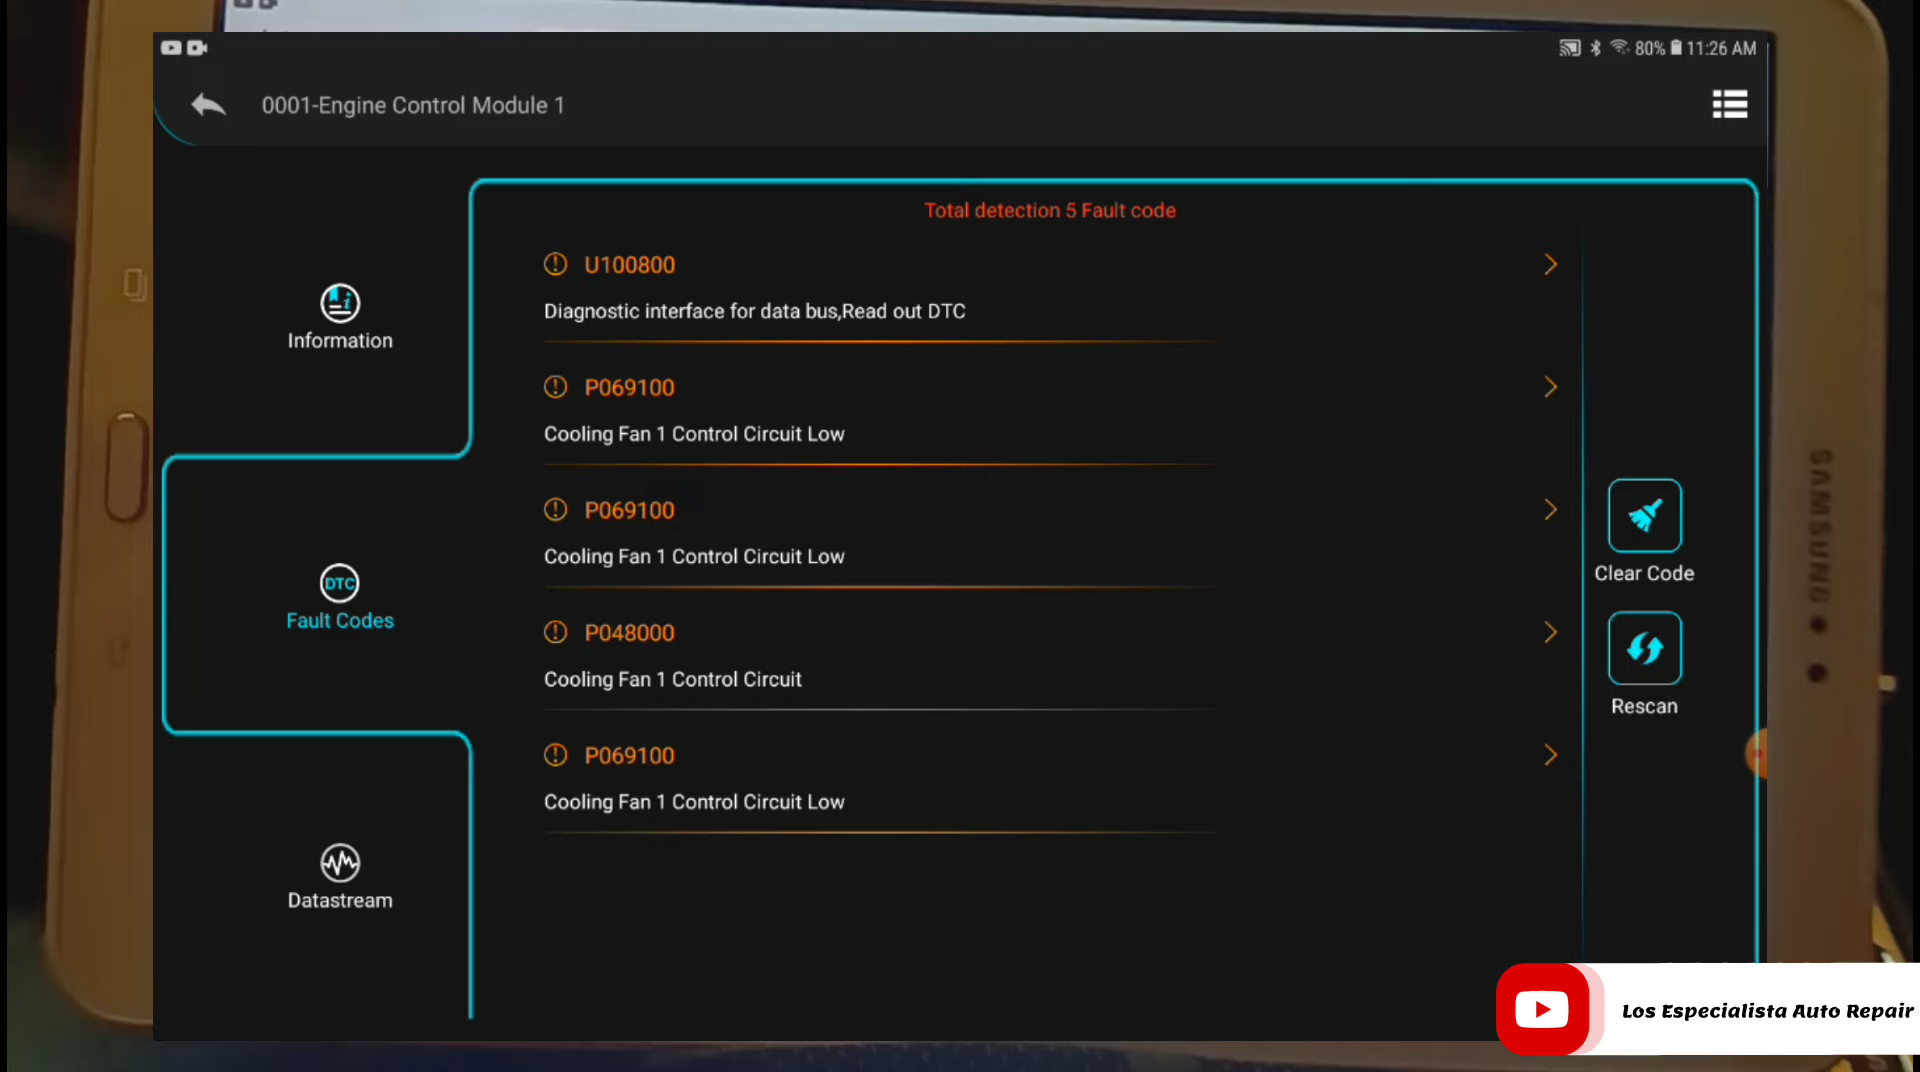 80% 11:26 AM
0001-Engine Control Module 1
Total detection 5 Fault code
U100800
Diagnostic interface for data bus,Read out DTC
P069100
Cooling Fan 1 Control Circuit Low
P069100
Cooling Fan 1 Control Circuit Low
P048000
Cooling Fan 1 Control Circuit
P069100
Cooling Fan 1 Control Circuit Low
Information
DTC
Fault Codes
Datastream
Clear Code
Rescan
SAMSUNG
Los Especialista Auto Repair